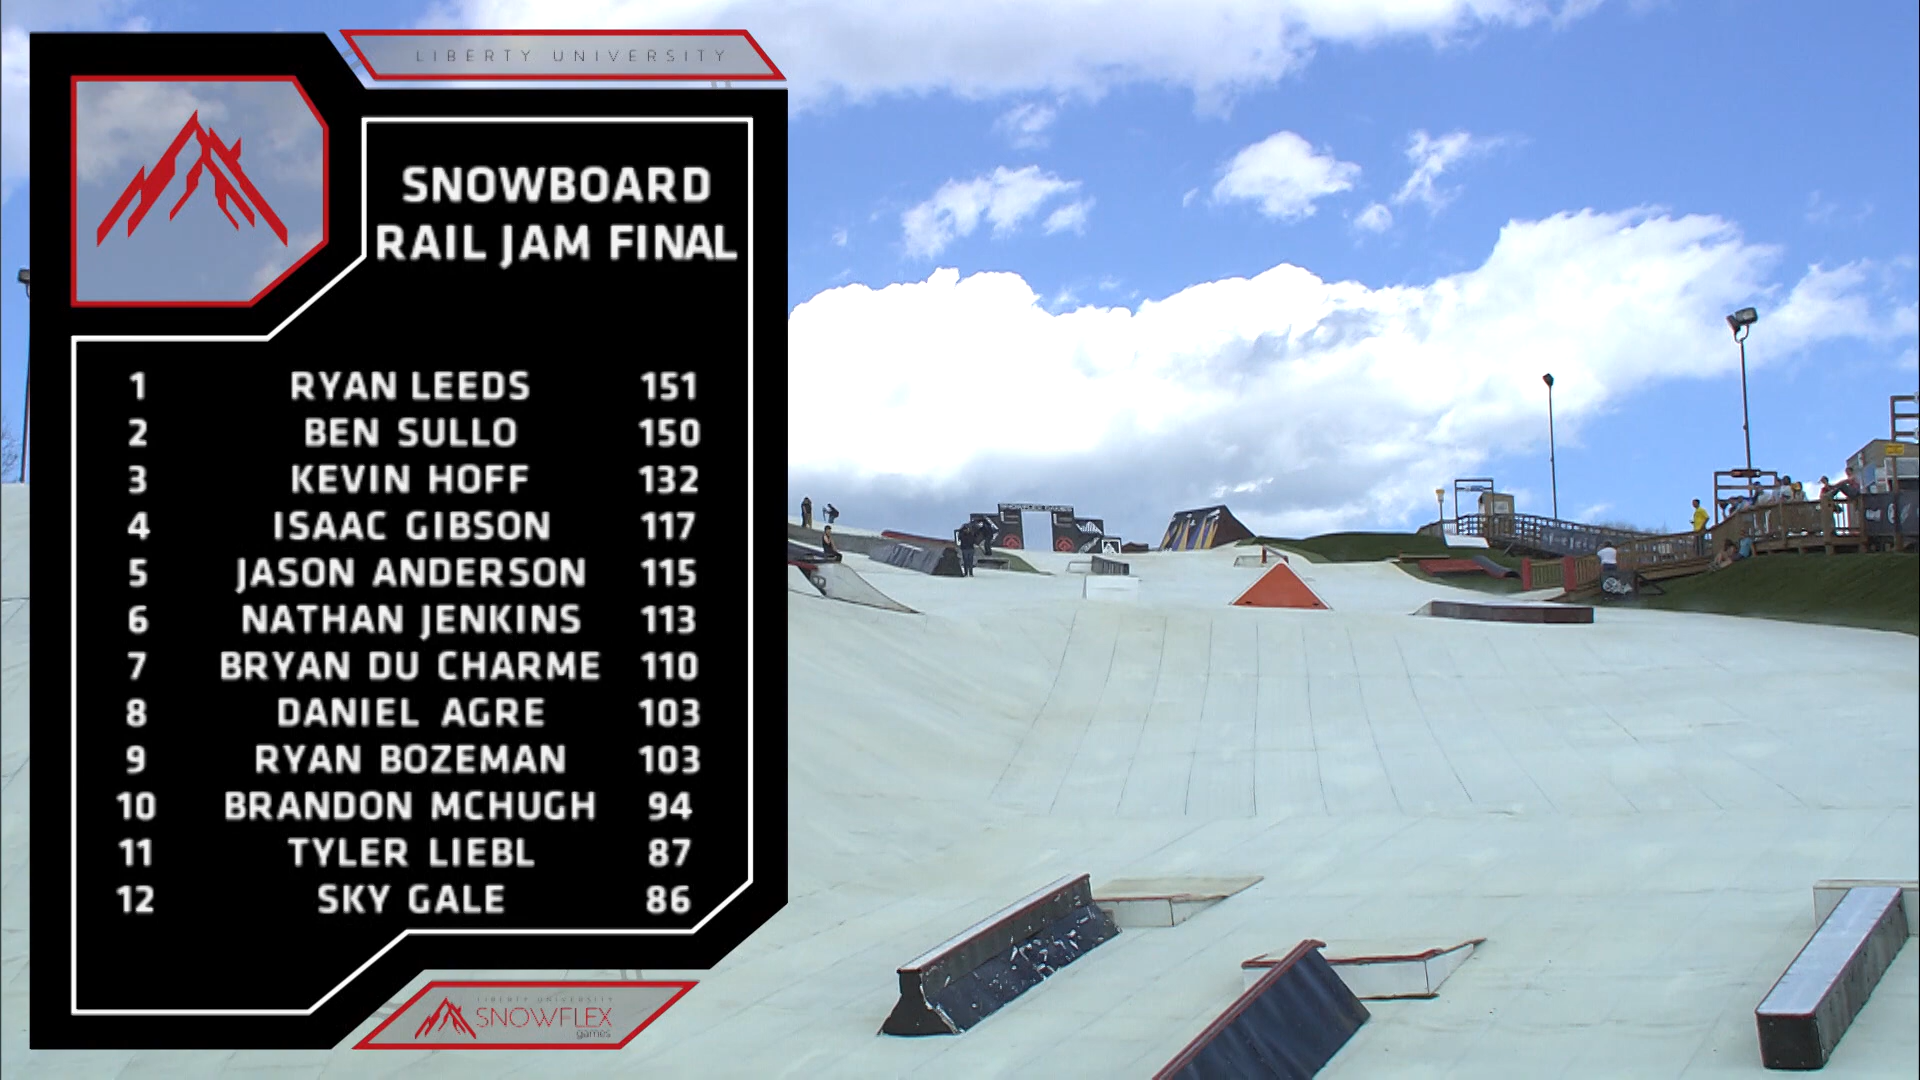 LIBERTY UNIVERSITY
SNOWBOARD
RAIL JAM FINAL
1 RYAN LEEDS 151
2 BEN SULLO 150
3 KEVIN HOFF 132
4 ISAAC GIBSON 117
5 JASON ANDERSON 115
6 NATHAN JENKINS 113
7 BRYAN DU CHARME 110
8 DANIEL AGRE 103
9 RYAN BOZEMAN 103
10 BRANDON MCHUGH 94
11 TYLER LIEBL 87
12 SKY GALE 86
LIBERTY UNIVERSITY
SNOWFLEX
games